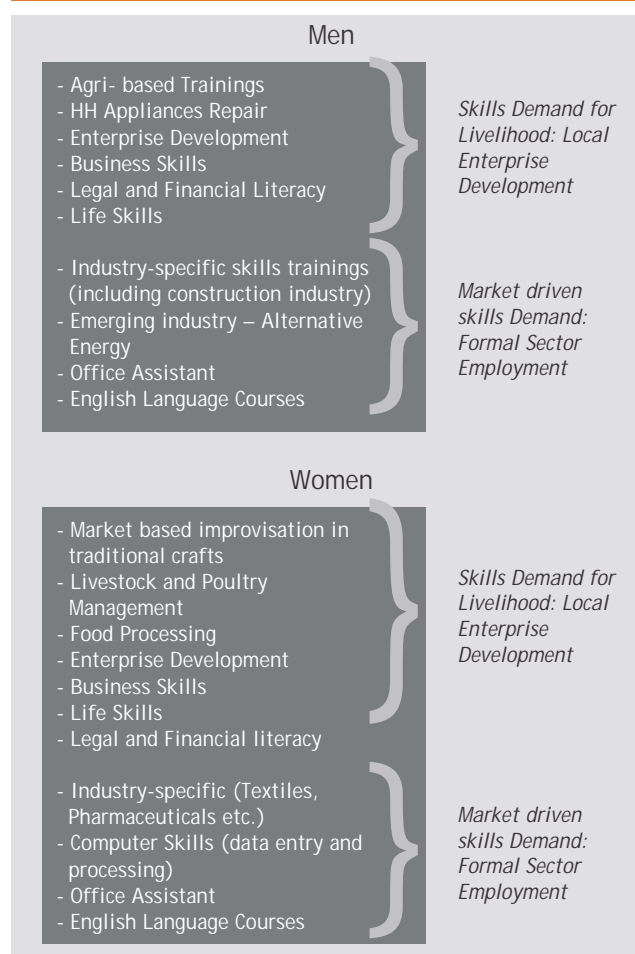 Men
- Agri- based Trainings
- HH Appliances Repair
- Enterprise Development
- Business Skills
- Legal and Financial Literacy
- Life Skills
Skills Demand for
Livelihood: Local
Enterprise
Development
- Industry-specific skills trainings
(including construction industry)
- Emerging industry – Alternative
Energy
- Office Assistant
- English Language Courses
Market driven
skills Demand:
Formal Sector
Employment
Women
- Market based improvisation in
traditional crafts
- Livestock and Poultry
Management
- Food Processing
- Enterprise Development
- Business Skills
- Life Skills
- Legal and Financial literacy
Skills Demand for
Livelihood: Local
Enterprise
Development
- Industry-specific (Textiles,
Pharmaceuticals etc.)
- Computer Skills (data entry and
processing)
- Office Assistant
- English Language Courses
Market driven
skills Demand:
Formal Sector
Employment